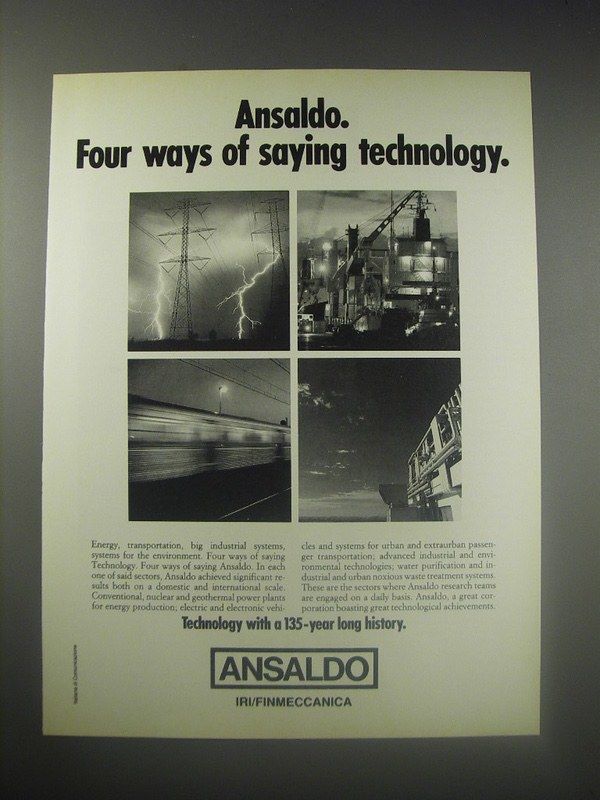 Ansaldo.
Four ways of saying technology.
Energy, transportation, big industrial systems,
systems for the environment. Four ways of saying
Technology. Four ways of saying Ansaldo. In each
one of said sectors, Ansaldo achieved significant re-
sults both on a domestic and international scale.
Conventional, nuclear and geothermal power plants
for energy production; electric and electronic vehi-
cles and systems for urban and extraurban passen-
ger transportation; advanced industrial and envi-
ronmental technologies; water purification and in-
dustrial and urban noxious waste treatment systems.
These are the sectors where Ansaldo research teams
are engaged on a daily basis. Ansaldo, a great cor-
poration boasting great technological achievements.
Technology with a 135-year long history.
Italiana di Comunicazione
ANSALDO
IRI/FINMECCANICA